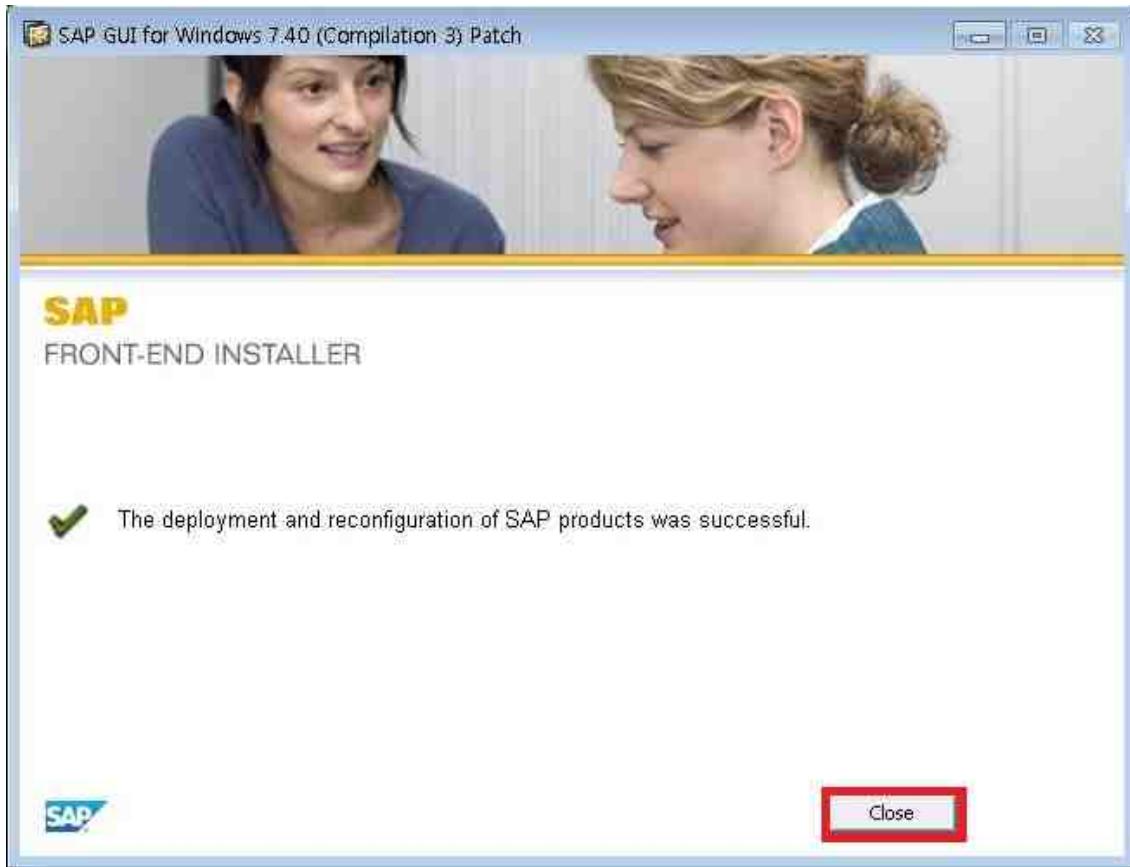 SAP GUI for Windows 7.40 (Compilation 3) Patch
SAP
FRONT-END INSTALLER
The deployment and reconfiguration of SAP products was successful.
SAP
Close